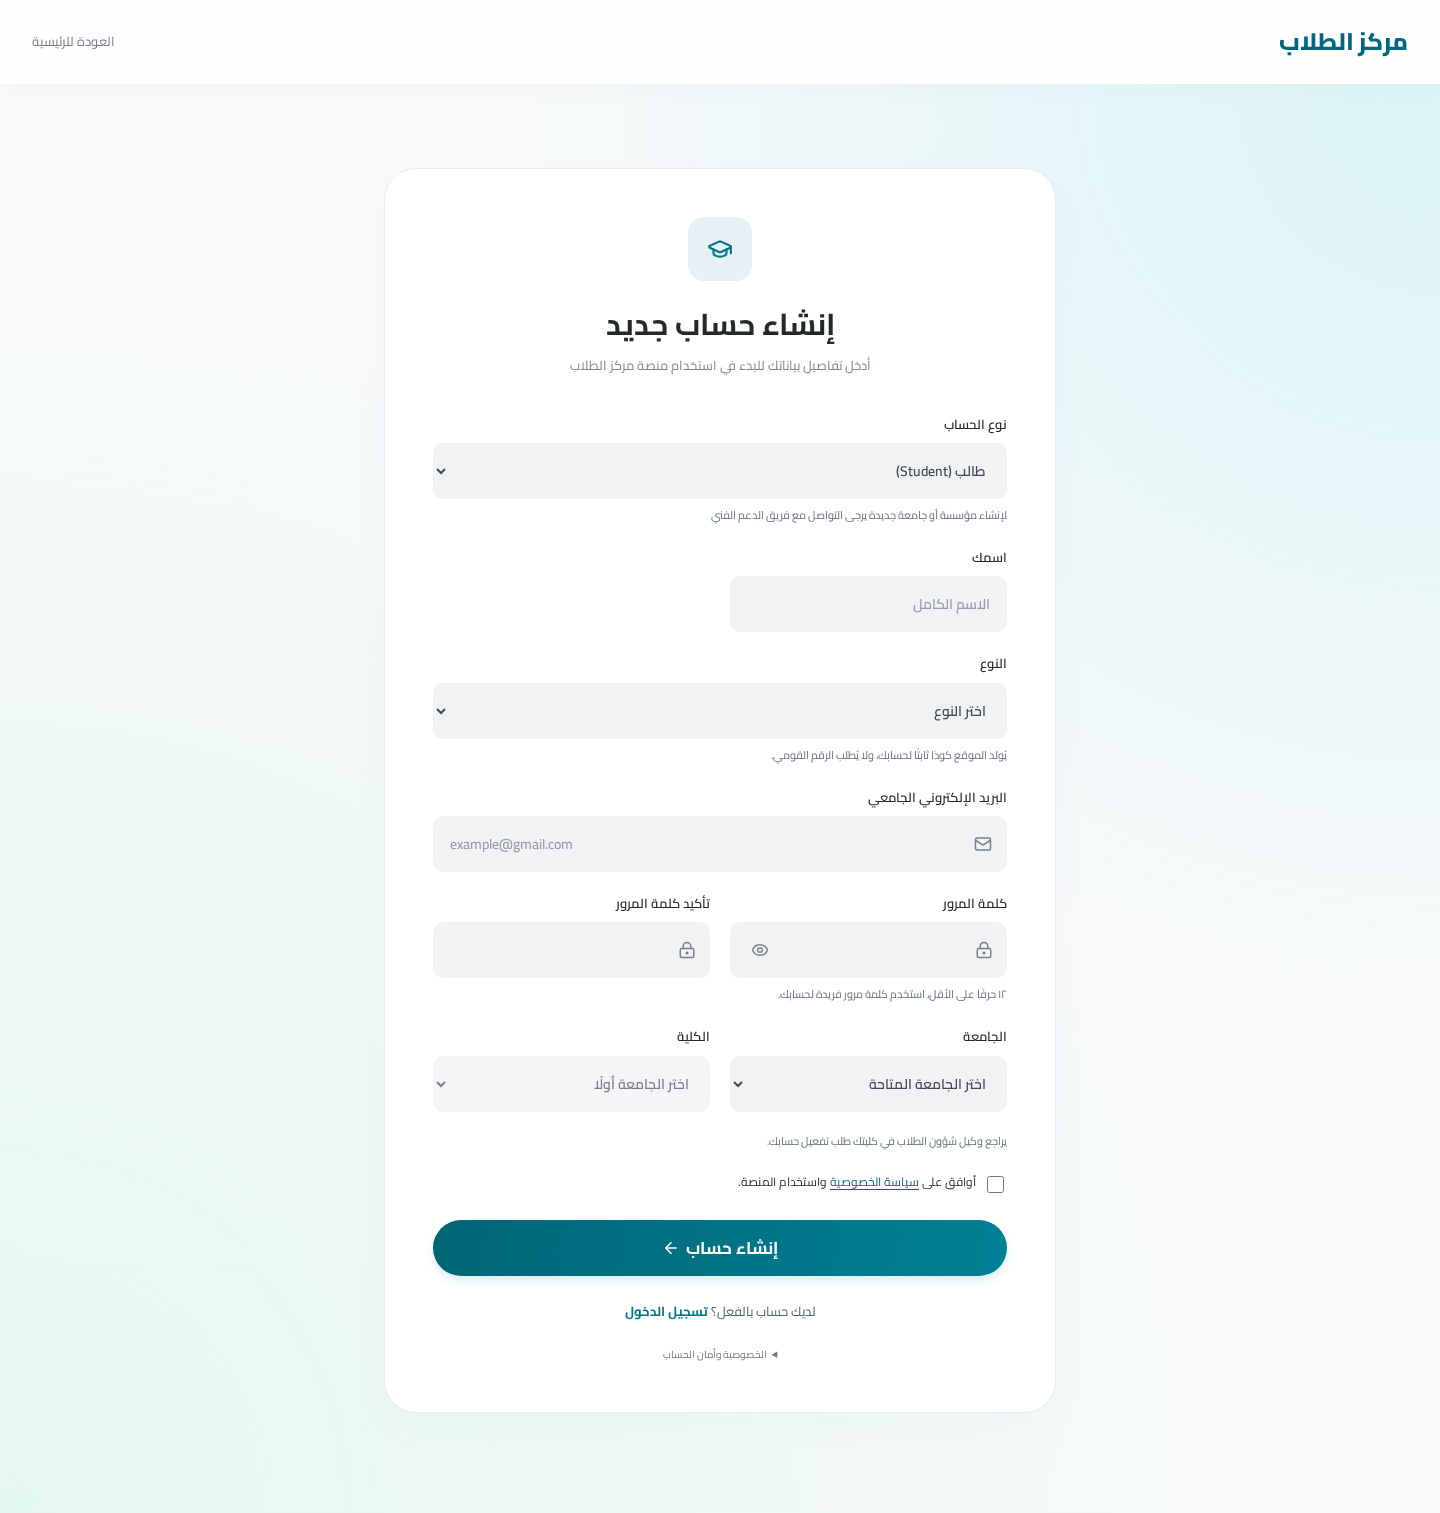 مركز الطلاب
العودة للرئيسية
إنشاء حساب جديد
أدخل تفاصيل بياناتك للبدء في استخدام منصة مركز الطلاب
نوع الحساب
طالب (Student)
لإنشاء مؤسسة أو جامعة جديدة يرجى التواصل مع فريق الدعم الفني
اسمك
الاسم الكامل
النوع
اختر النوع
يُولد الموقع كودًا ثابتًا لحسابك، ولا يُطلب الرقم القومي.
البريد الإلكتروني الجامعي
example@gmail.com
كلمة المرور
تأكيد كلمة المرور
١٢ حرفًا على الأقل، استخدم كلمة مرور فريدة لحسابك.
الجامعة
الكلية
اختر الجامعة المتاحة
اختر الجامعة أولًا
يراجع وكيل شؤون الطلاب في كليتك طلب تفعيل حسابك.
أوافق على سياسة الخصوصية واستخدام المنصة.
إنشاء حساب
لديك حساب بالفعل؟ تسجيل الدخول
الخصوصية وأمان الحساب